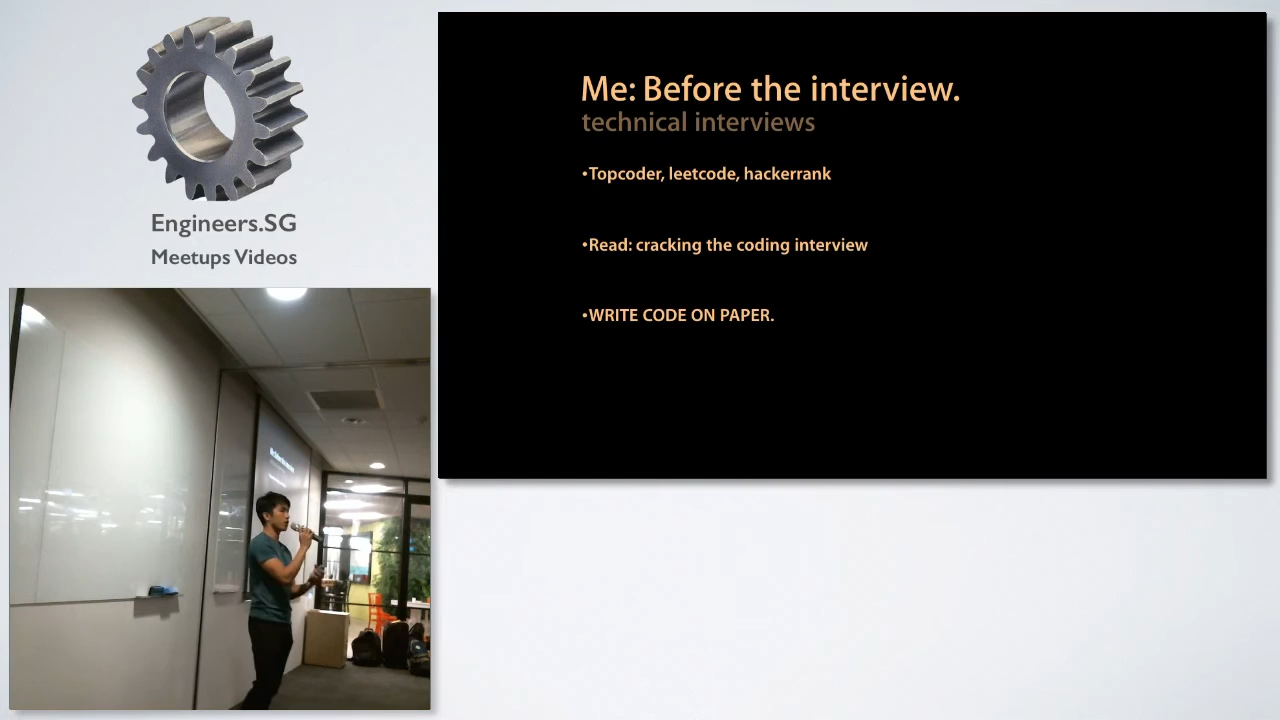 Engineers.SG
Meetups Videos
Me: Before the interview.
technical interviews
•Topcoder, leetcode, hackerrank
•Read: cracking the coding interview
•WRITE CODE ON PAPER.